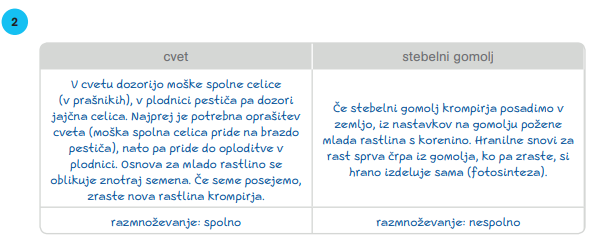 2
cvet
stebelni gomolj
V cvetu dozorijo moške spolne celice
(v prašnikih), v plodnici pestiča pa dozori
jajčna celica. Najprej je potrebna oprašitev
cveta (moška spolna celica pride na brazdo
pestiča), nato pa pride do oploditve v
plodnici. Osnova za mlado rastlino se
oblikuje znotraj semena. Če seme posejemo,
zraste nova rastlina krompirja.
Če stebelni gomolj krompirja posadimo v
zemljo, iz nastavkov na gomolju požene
mlada rastlina s korenino. Hranilne snovi za
rast sprva črpa iz gomolja, ko pa zraste, si
hrano izdeluje sama (fotosinteza).
razmnoževanje: spolno
razmnoževanje: nespolno